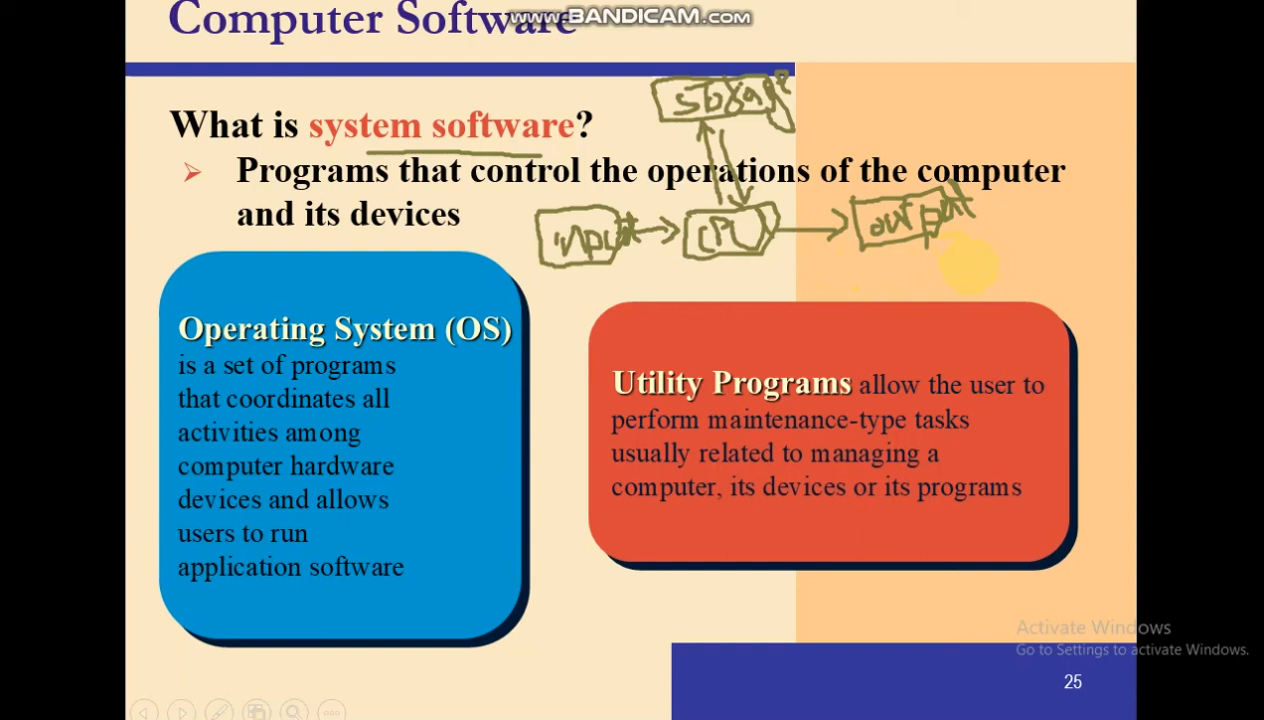 www.BANDICAM.com
Computer Software
storage
What is system software?
Programs that control the operations of the computer
and its devices
input
CPU
output
Operating System (OS)
is a set of programs
that coordinates all
activities among
computer hardware
devices and allows
users to run
application software
Utility Programs allow the user to
perform maintenance-type tasks
usually related to managing a
computer, its devices or its programs
Activate Windows
Go to Settings to activate Windows.
25